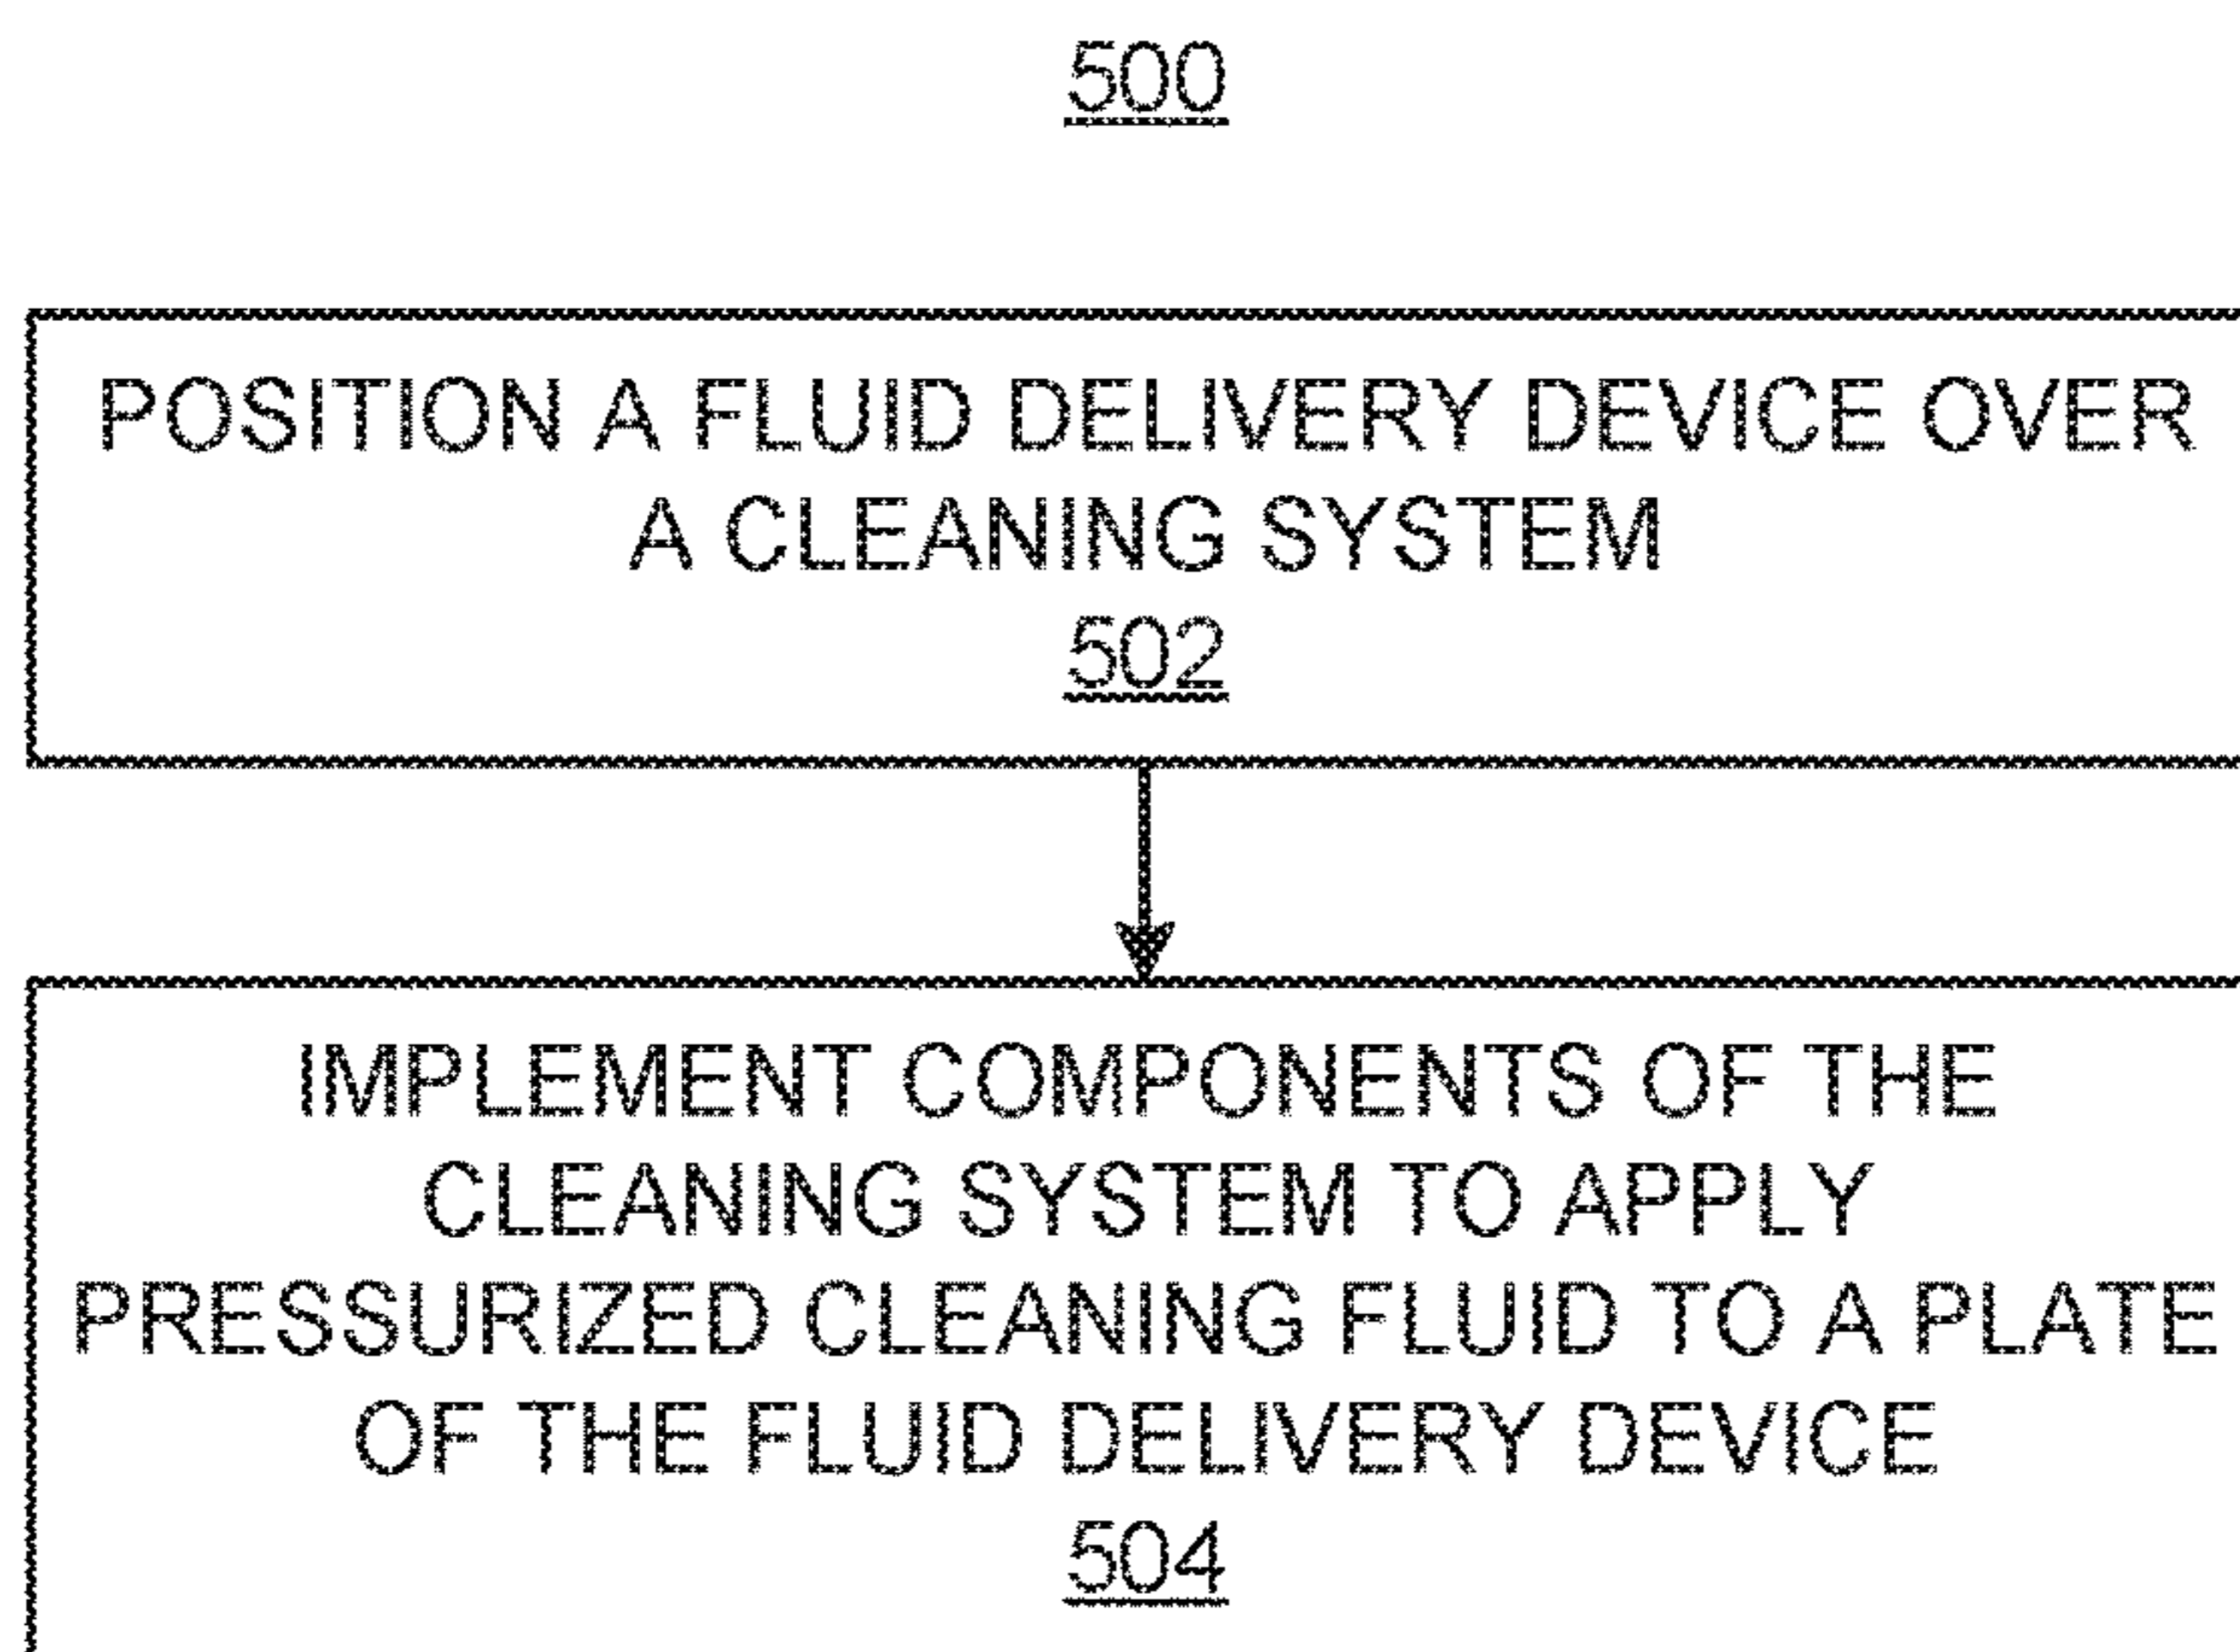 500
POSITION A FLUID DELIVERY DEVICE OVER
A CLEANING SYSTEM
502
IMPLEMENT COMPONENTS OF THE
CLEANING SYSTEM TO APPLY
PRESSURIZED CLEANING FLUID TO A PLATE
OF THE FLUID DELIVERY DEVICE
504